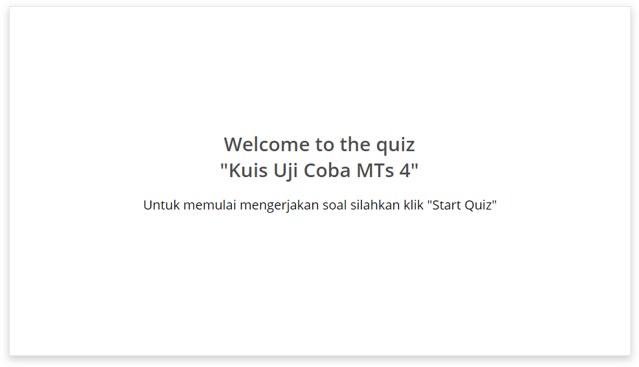 Welcome to the quiz
"Kuis Uji Coba MTs 4"
Untuk memulai mengerjakan soal silahkan klik "Start Quiz"